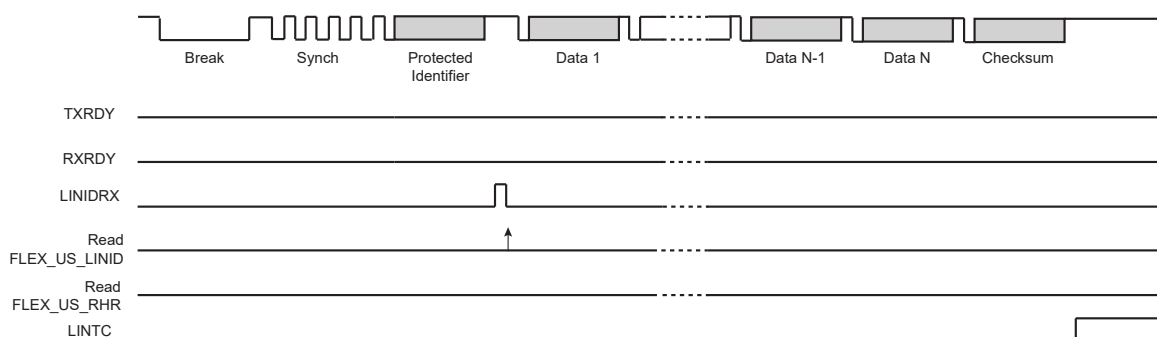 Break Synch Protected Data 1 Data N-1 Data N Checksum
Identifier
TXRDY
RXRDY
LINIDRX
Read
FLEX_US_LINID
Read
FLEX_US_RHR
LINTC